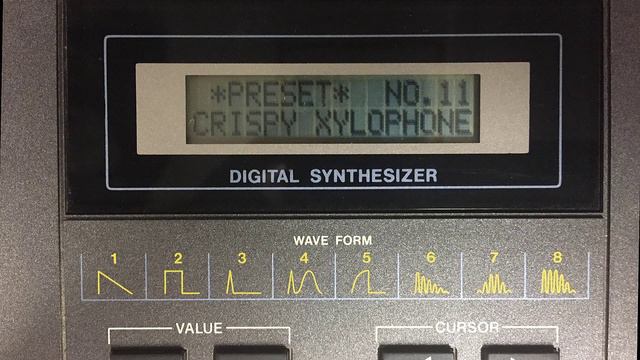 *PRESET* NO.11
CRISPY XYLOPHONE
DIGITAL SYNTHESIZER
WAVE FORM
1 2 3 4 5 6 7 8
VALUE CURSOR